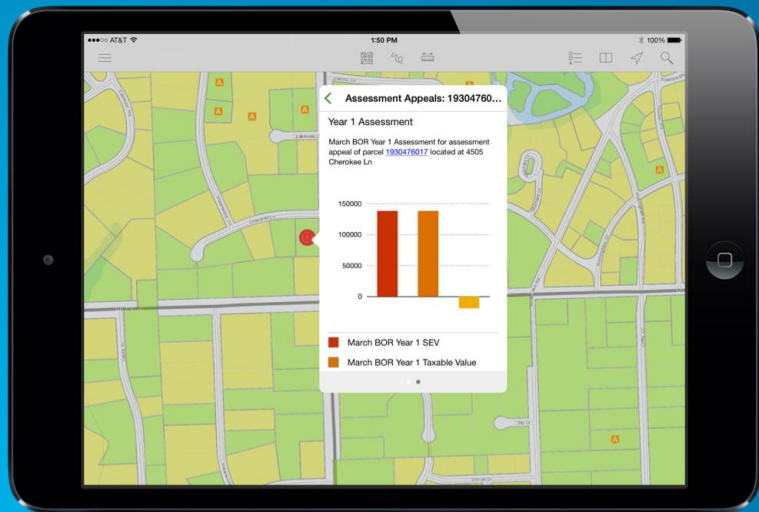 AT&T
1:50 PM
100%
Assessment Appeals: 19304760...
Year 1 Assessment
March BOR Year 1 Assessment for assessment
appeal of parcel 1930476017 located at 4505
Cherokee Ln
150000
100000
50000
0
March BOR Year 1 SEV
March BOR Year 1 Taxable Value
A
A
A
A
A
A